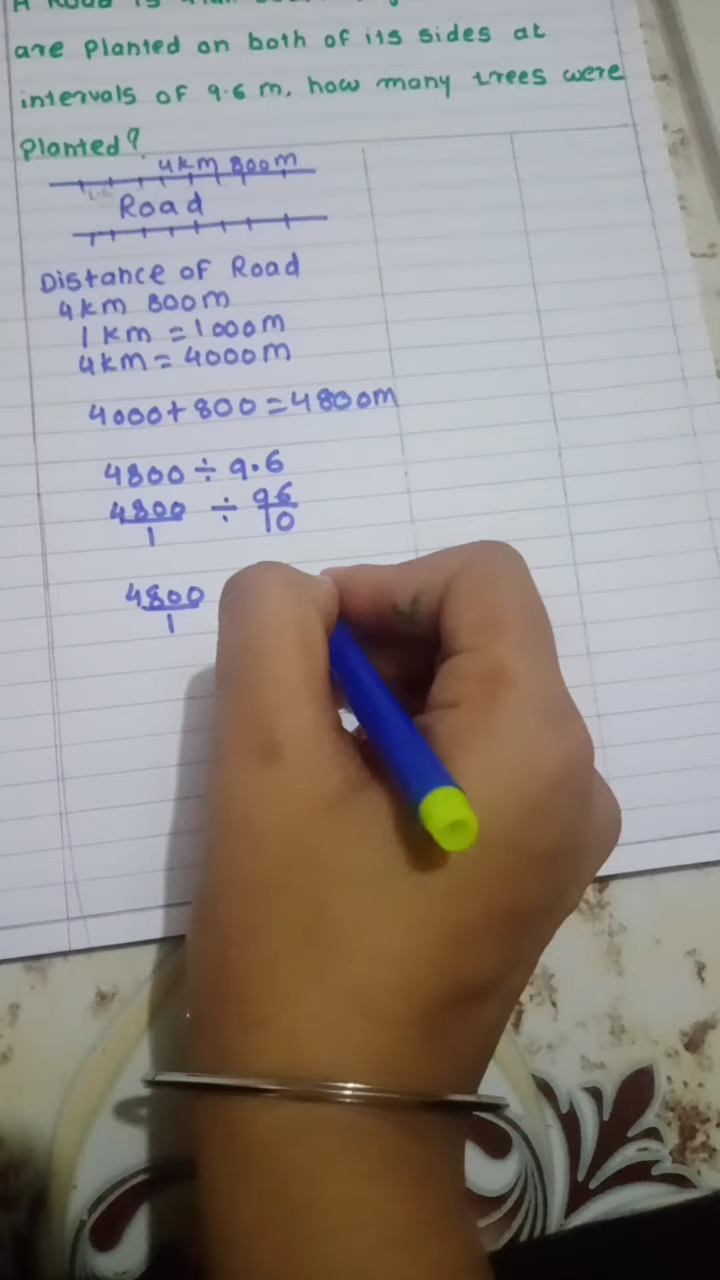 are planted on both of its sides at
intervals of 9.6 m, how many trees were
planted?
4km 800m
Road
Distance of Road
4km 800m
1 km = 1000m
4km = 4000m
4000 + 800 = 4800m
4800 ÷ 9.6
4800/1 ÷ 96/10
4800/1